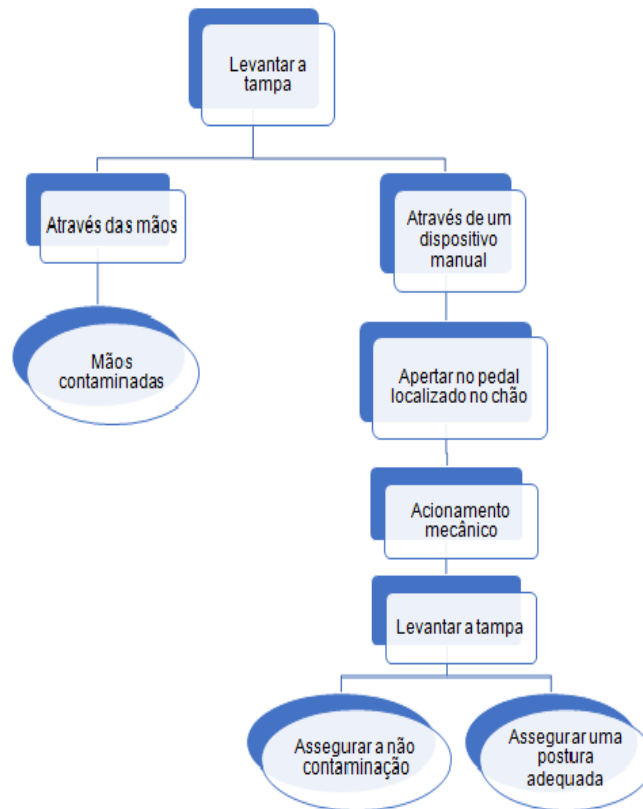 Levantar a
tampa
Através das mãos
Através de um
dispositivo
manual
Mãos
contaminadas
Apertar no pedal
localizado no chão
Acionamento
mecânico
Levantar a tampa
Assegurar a não
contaminação
Assegurar uma
postura
adequada